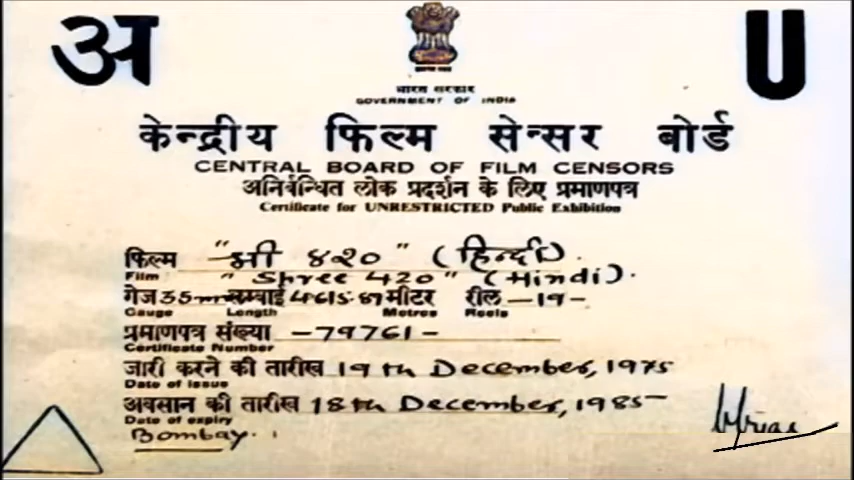 अ
U
भारत सरकार
GOVERNMENT OF INDIA
केन्द्रीय फिल्म सेन्सर बोर्ड
CENTRAL BOARD OF FILM CENSORS
अनिर्बन्धित लोक प्रदर्शन के लिए प्रमाणपत्र
Certificate for UNRESTRICTED Public Exhibition
फिल्म "श्री ४२०" (हिन्दी).
Film "Shree 420" (Hindi).
गेज 35mm लम्बाई 4615.87 मीटर रील -19-
Gauge Length Metres Reels
प्रमाणपत्र संख्या -79761-
Certificate Number
जारी करने की तारीख 19th December, 1975
Date of issue
अवसान की तारीख 18th December, 1985
Date of expiry
Bombay.